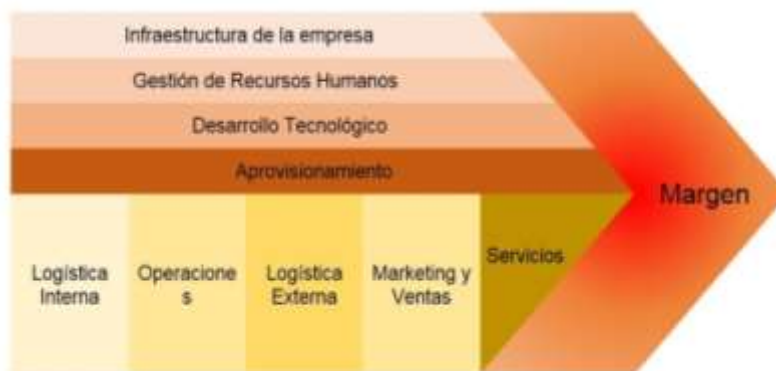 Infraestructura de la empresa
Gestión de Recursos Humanos
Desarrollo Tecnológico
Aprovisionamiento
Margen
Logística
Interna
Operacione
s
Logística
Externa
Marketing y
Ventas
Servicios